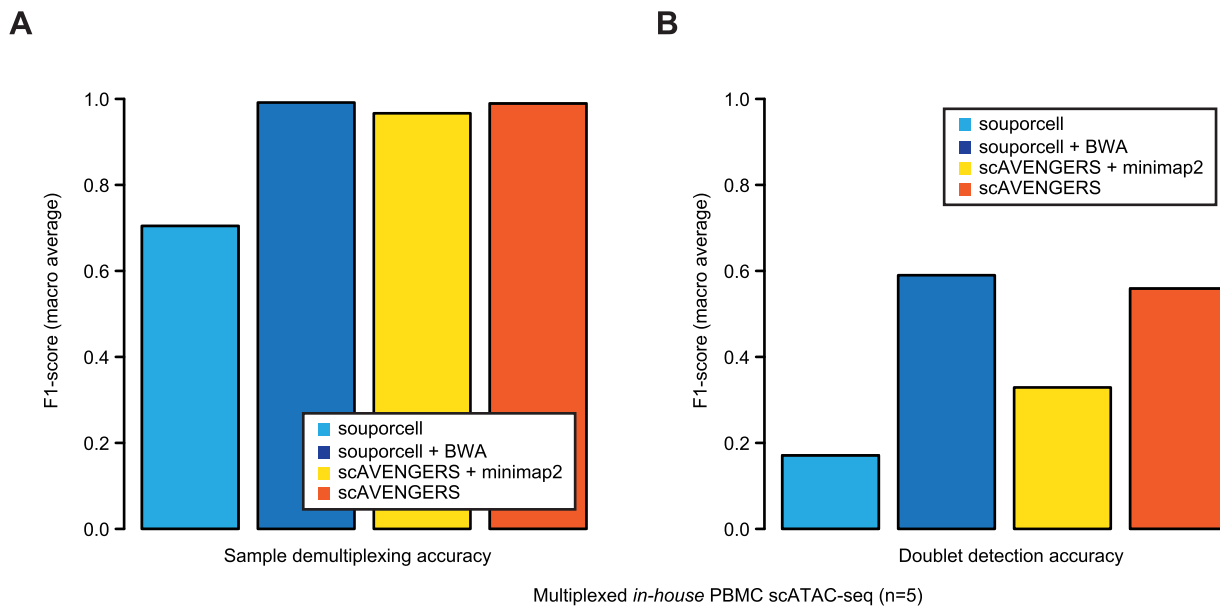 A
B
F1-score (macro average)
1.0
0.8
0.6
0.4
0.2
0.0
souporcell
souporcell + BWA
scAVENGERS + minimap2
scAVENGERS
Sample demultiplexing accuracy
F1-score (macro average)
1.0
0.8
0.6
0.4
0.2
0.0
souporcell
souporcell + BWA
scAVENGERS + minimap2
scAVENGERS
Doublet detection accuracy
Multiplexed in-house PBMC scATAC-seq (n=5)